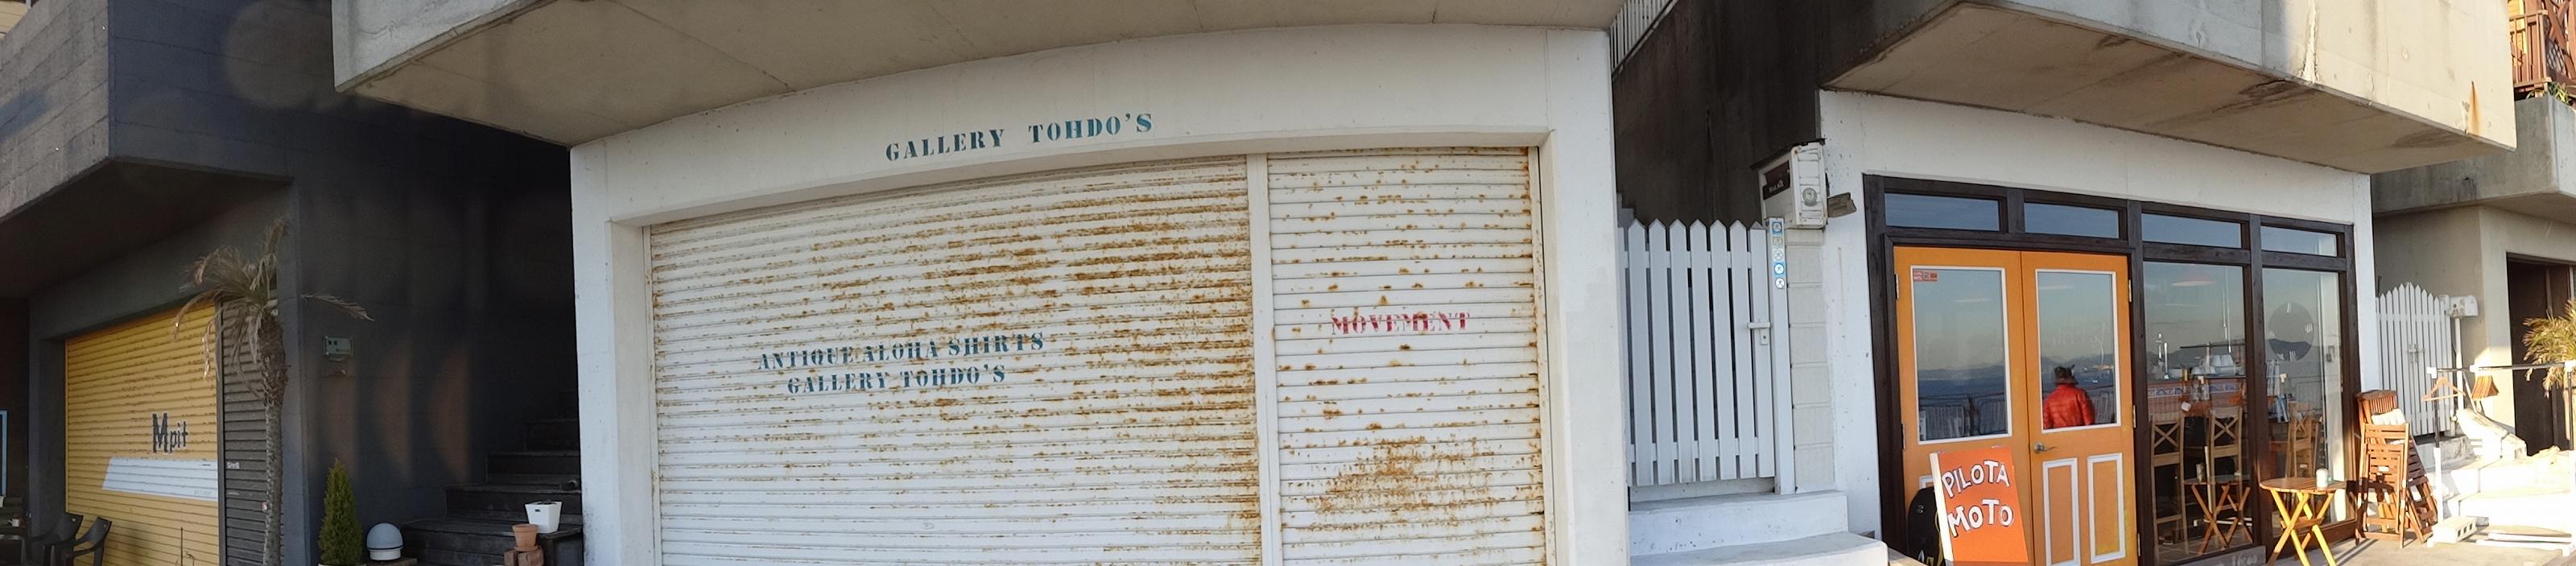 Mpit
GALLERY TOHDO'S
ANTIQUE ALOHA SHIRTS
GALLERY TOHDO'S
MOVEMENT
PILOTA
MOTO